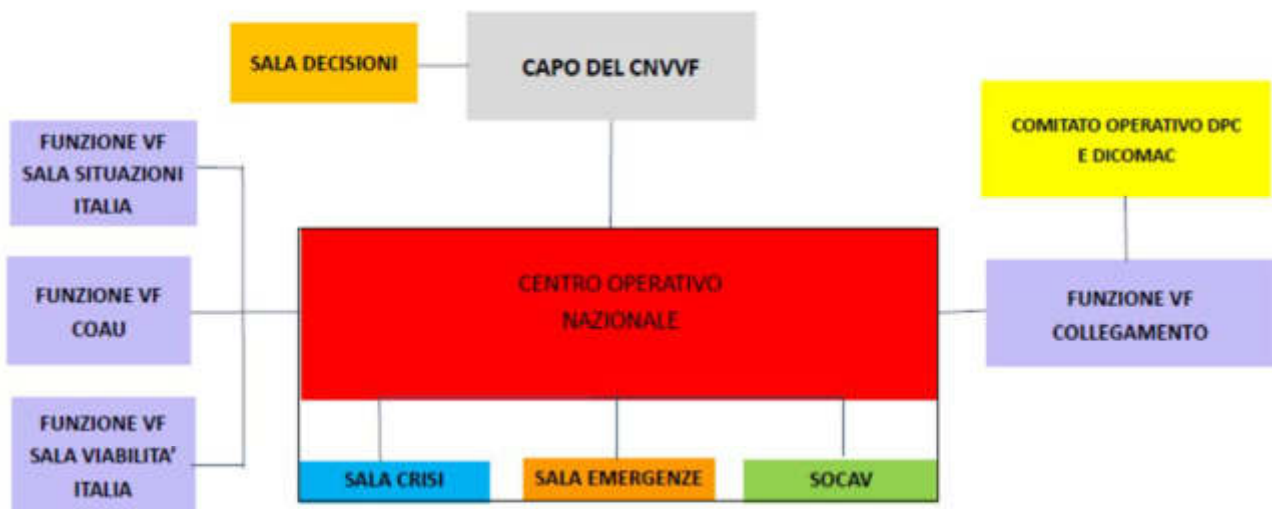 SALA DECISIONI
CAPO DEL CNVVF
COMITATO OPERATIVO DPC
E DICOMAC
FUNZIONE VF
SALA SITUAZIONI
ITALIA
FUNZIONE VF
COAU
FUNZIONE VF
SALA VIABILITA'
ITALIA
CENTRO OPERATIVO
NAZIONALE
FUNZIONE VF
COLLEGAMENTO
SALA CRISI
SALA EMERGENZE
SOCAV